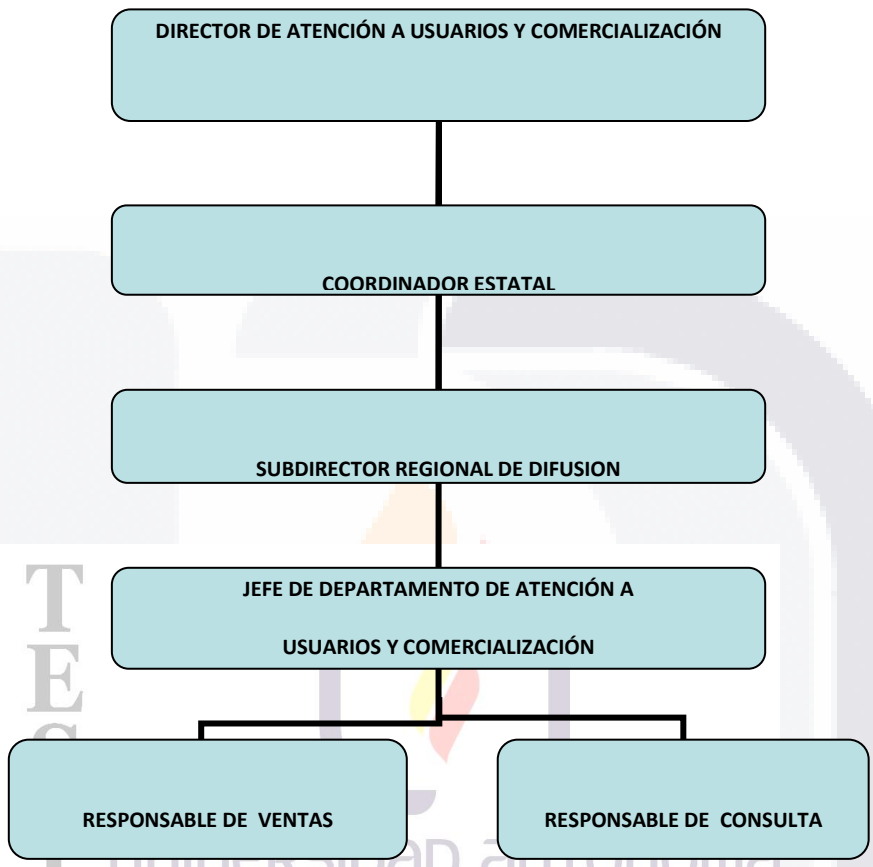 DIRECTOR DE ATENCIÓN A USUARIOS Y COMERCIALIZACIÓN
COORDINADOR ESTATAL
SUBDIRECTOR REGIONAL DE DIFUSION
JEFE DE DEPARTAMENTO DE ATENCIÓN A
USUARIOS Y COMERCIALIZACIÓN
RESPONSABLE DE VENTAS
RESPONSABLE DE CONSULTA